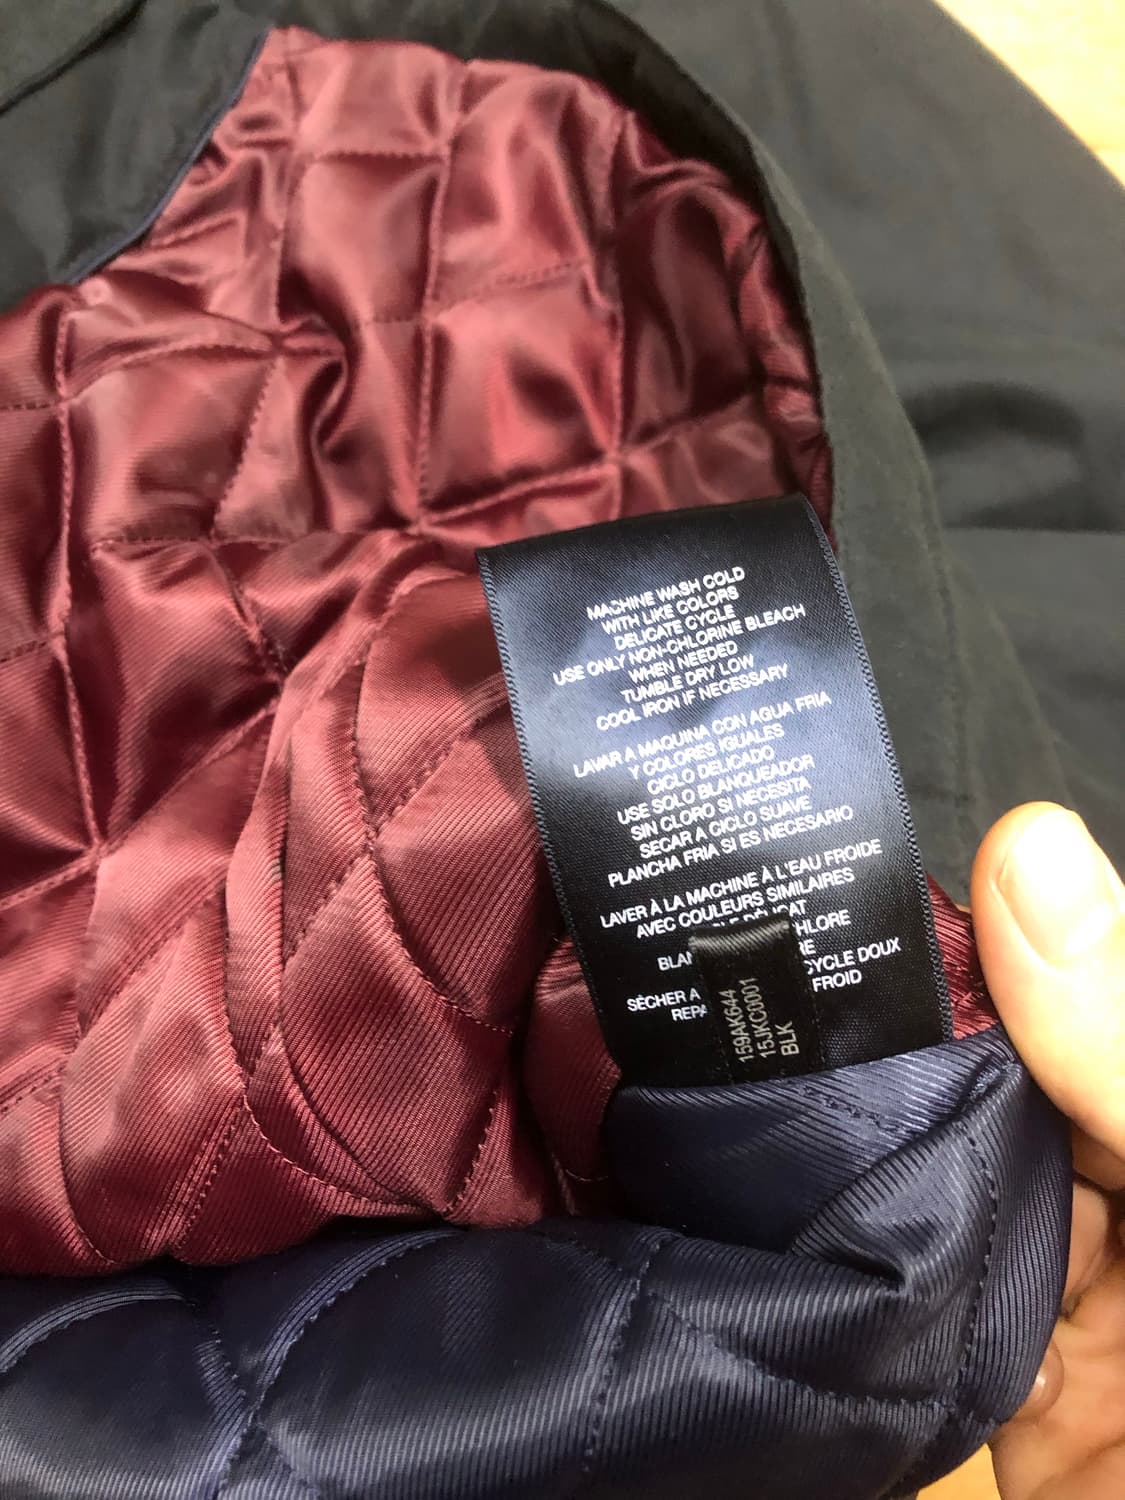 MACHINE WASH COLD
WITH LIKE COLORS
DELICATE CYCLE
USE ONLY NON-CHLORINE BLEACH
WHEN NEEDED
TUMBLE DRY LOW
COOL IRON IF NECESSARY
LAVAR A MAQUINA CON AGUA FRIA
Y COLORES IGUALES
CICLO DELICADO
USE SOLO BLANQUEADOR
SIN CLORO SI NECESITA
SECAR A CICLO SUAVE
PLANCHA FRIA SI ES NECESARIO
LAVER À LA MACHINE À L'EAU FROIDE
AVEC COULEURS SIMILAIRES
SÉCHER A CYCLE DOUX
FROID
159AK644
15JKC0001
BLK